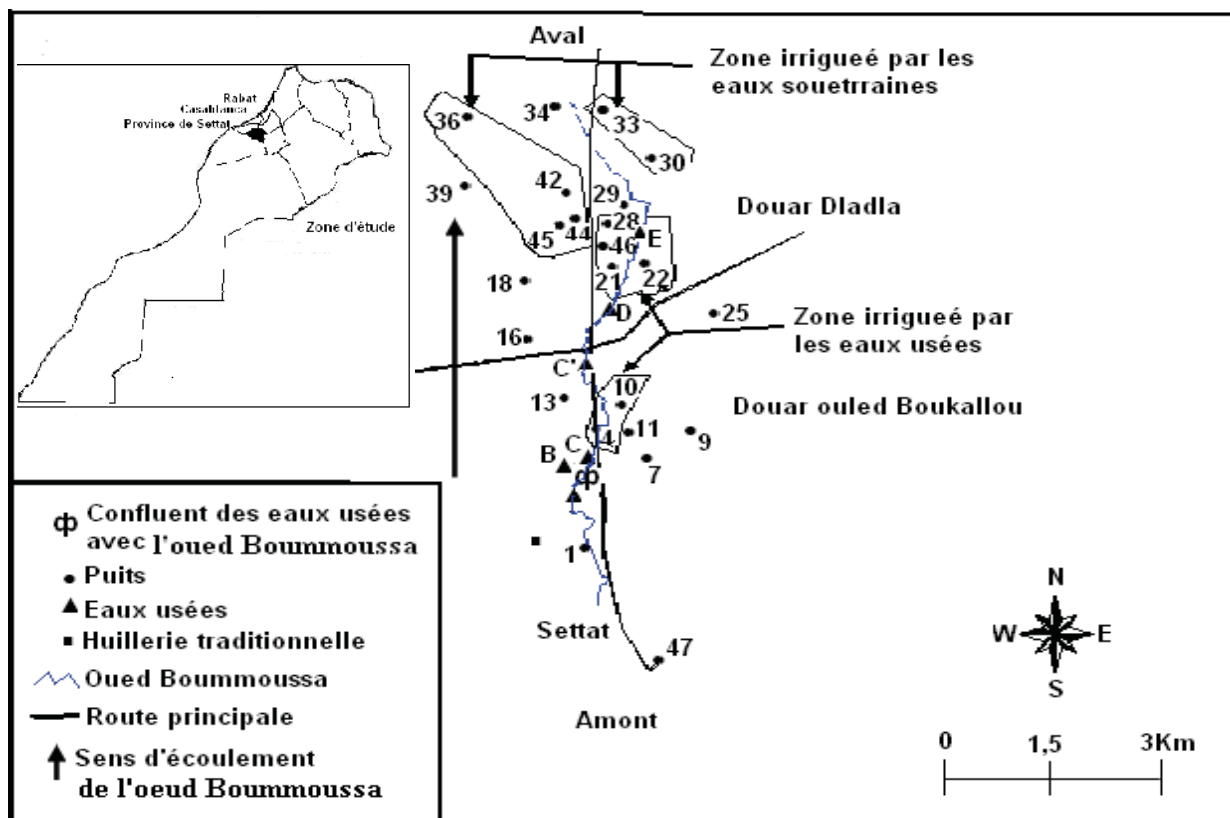 Aval
Zone irrigueé par les
eaux souetrraines
Rabat
Casablanca
Province de Settat
Zone d'étude
36
34
33
30
39
42
29
28
45
44
46
E
21
22
18
D
25
16
C'
13
10
4
11
9
7
B
C
ф
1
47
Douar Dladla
Zone irrigueé par
les eaux usées
Douar ouled Boukallou
Settat
Amont
ф Confluent des eaux usées
avec l'oued Boummoussa
Puits
Eaux usées
Huillerie traditionnelle
Oued Boummoussa
Route principale
Sens d'écoulement
de l'oeud Boummoussa
N
W E
S
0 1,5 3Km